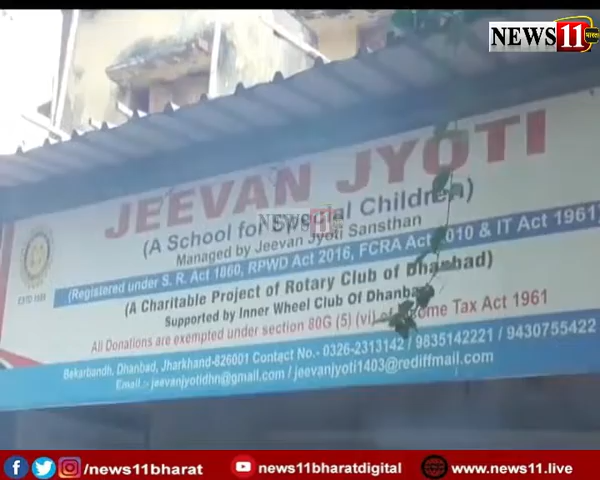 NEWS 11 भारत
JEEVAN JYOTI
(A School for Special Children)
Managed by Jeevan Jyoti Sansthan
(Registered under S. R. Act 1860, RPWD Act 2016, FCRA Act 2010 & IT Act 1961)
(A Charitable Project of Rotary Club of Dhanbad)
Supported by Inner Wheel Club Of Dhanbad
All Donations are exempted under section 80G (5) (vi) of Income Tax Act 1961
Bekarbandh, Dhanbad, Jharkhand-826001 Contact No.- 0326-2313142 / 9835142221 / 9430755422
Email :- jeevanjyotidhn@gmail.com / jeevanjyoti1403@rediffmail.com
NEWS 11
/news11bharat
news11bharatdigital
www.news11.live